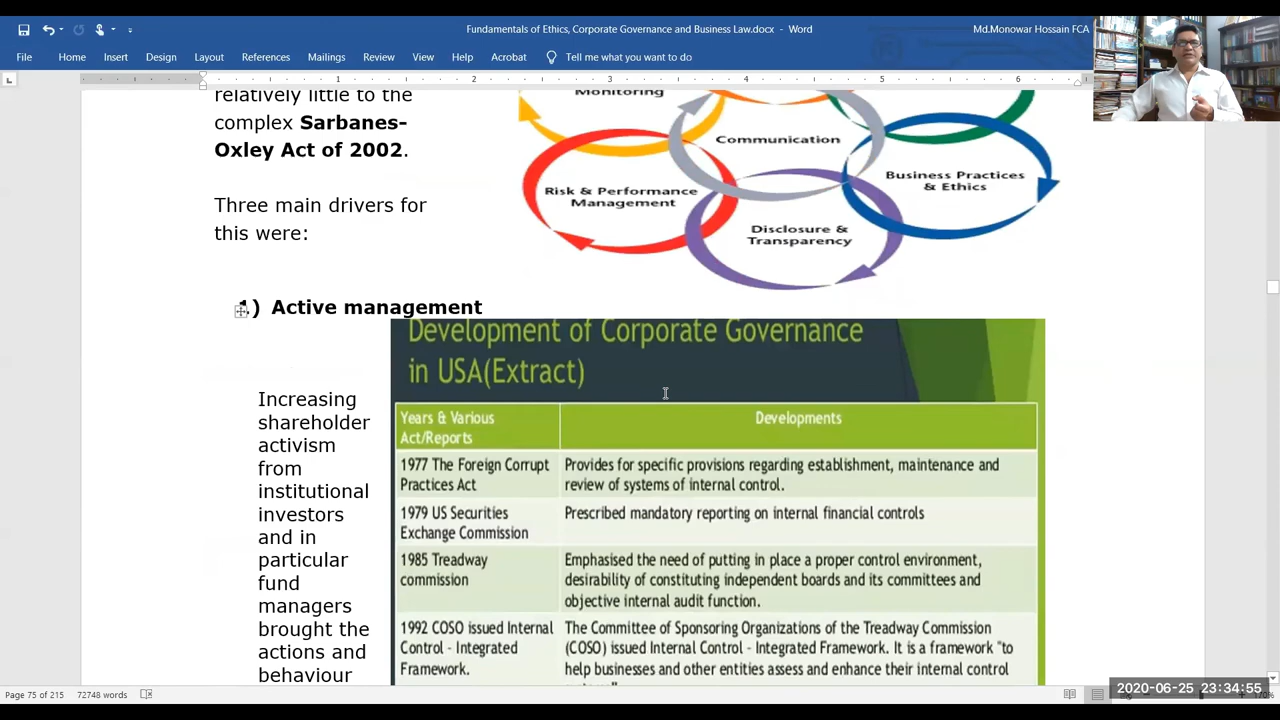 Fundamentals of Ethics, Corporate Governance and Business Law.docx - Word
Md.Monowar Hossain FCA
File Home Insert Design Layout References Mailings Review View Help Acrobat Tell me what you want to do
1 2 3 4 5 6
relatively little to the
complex Sarbanes-
Oxley Act of 2002.
Three main drivers for
this were:
Monitoring
Communication
Business Practices
& Ethics
Risk & Performance
Management
Disclosure &
Transparency
1) Active management
Increasing
shareholder
activism
from
institutional
investors
and in
particular
fund
managers
brought the
actions and
behaviour
Development of Corporate Governance
in USA(Extract)
Years & Various
Act/Reports
Developments
1977 The Foreign Corrupt
Practices Act
Provides for specific provisions regarding establishment, maintenance and
review of systems of internal control.
1979 US Securities
Exchange Commission
Prescribed mandatory reporting on internal financial controls
1985 Treadway
commission
Emphasised the need of putting in place a proper control environment,
desirability of constituting independent boards and its committees and
objective internal audit function.
1992 COSO issued Internal
Control - Integrated
Framework.
The Committee of Sponsoring Organizations of the Treadway Commission
(COSO) issued Internal Control - Integrated Framework. It is a framework "to
help businesses and other entities assess and enhance their internal control
Page 75 of 215 72748 words
2020-06-25 23:34:55
170%